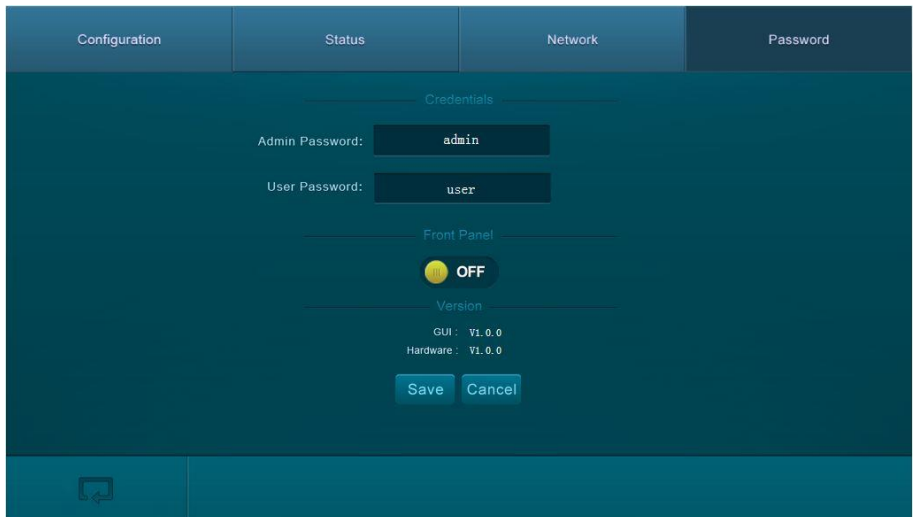 Configuration Status Network Password
Credentials
Admin Password: admin
User Password: user
Front Panel
OFF
Version
GUI : V1.0.0
Hardware : V1.0.0
Save Cancel